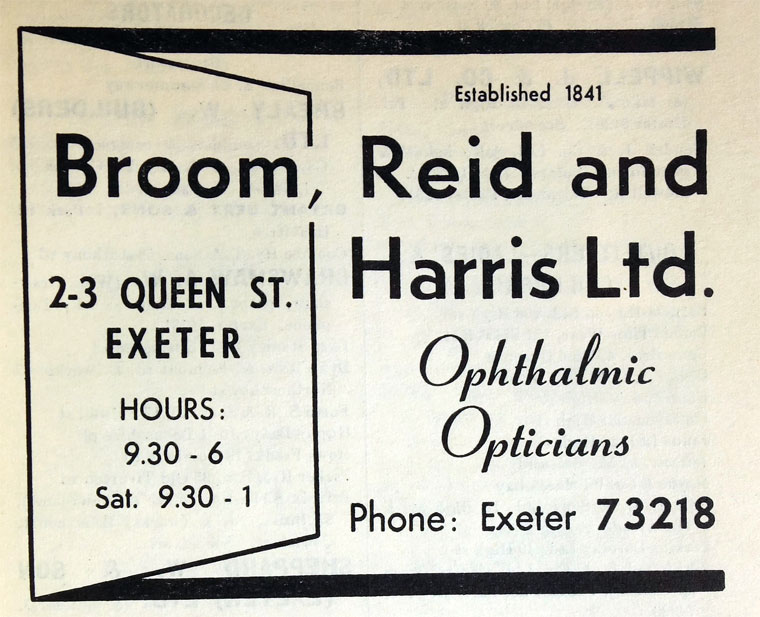 Established 1841
Broom, Reid and
Harris Ltd.
2-3 QUEEN ST.
EXETER
HOURS:
9.30 - 6
Sat. 9.30 - 1
Ophthalmic
Opticians
Phone: Exeter 73218